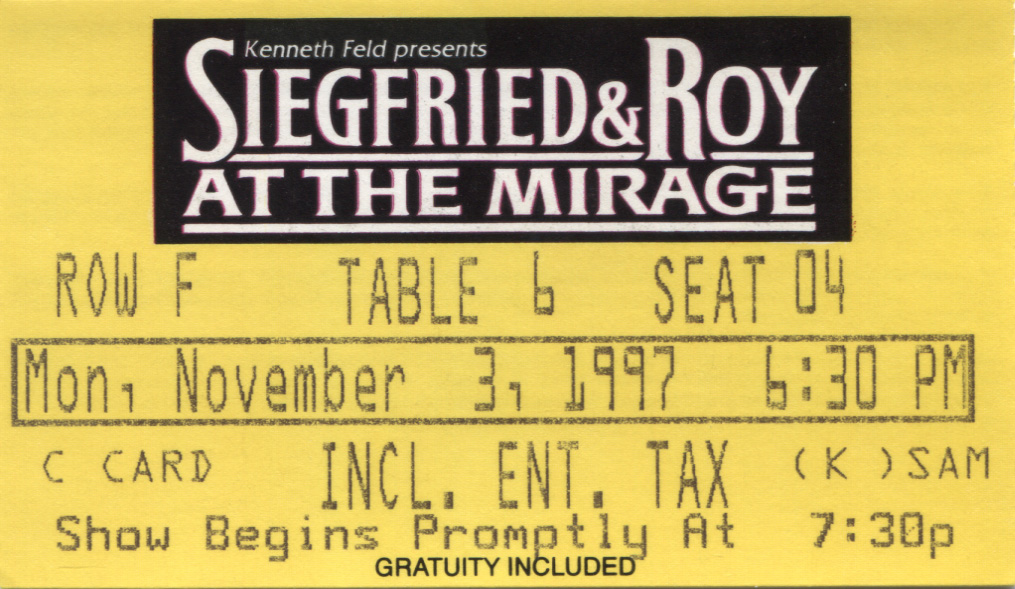 Kenneth Feld presents
SIEGFRIED & ROY
AT THE MIRAGE
ROW F TABLE 6 SEAT 04
Mon, November 3, 1997 6:30 PM
C CARD INCL. ENT. TAX (K )SAM
Show Begins Promptly At 7:30p
GRATUITY INCLUDED